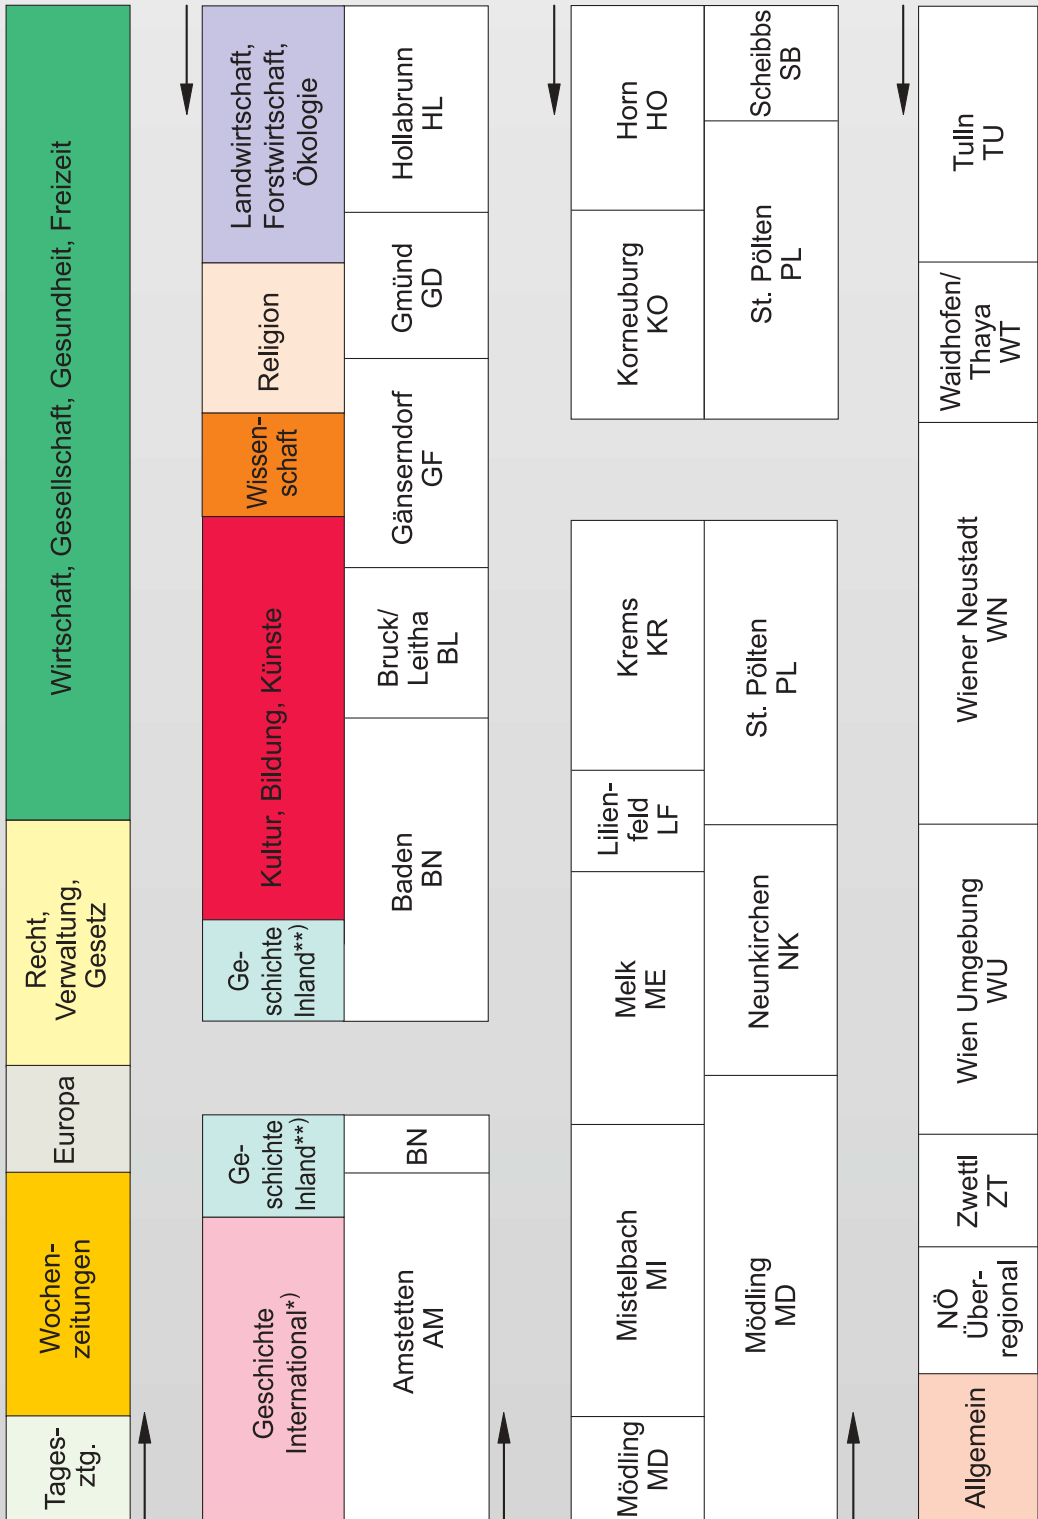 Tages-
ztg.
Wochen-
zeitungen
Europa
Recht,
Verwaltung,
Gesetz
Wirtschaft, Gesellschaft, Gesundheit, Freizeit
Geschichte
International*)
Ge-
schichte
Inland**)
Ge-
schichte
Inland**)
Kultur, Bildung, Künste
Wissen-
schaft
Religion
Landwirtschaft,
Forstwirtschaft,
Ökologie
Amstetten
AM
BN
Baden
BN
Bruck/
Leitha
BL
Gänserndorf
GF
Gmünd
GD
Hollabrunn
HL
Mödling
MD
Mistelbach
MI
Melk
ME
Lilien-
feld
LF
Krems
KR
Korneuburg
KO
Horn
HO
Mödling
MD
Neunkirchen
NK
St. Pölten
PL
St. Pölten
PL
Scheibbs
SB
Allgemein
NÖ
Über-
regional
Zwettl
ZT
Wien Umgebung
WU
Wiener Neustadt
WN
Waidhofen/
Thaya
WT
Tulln
TU